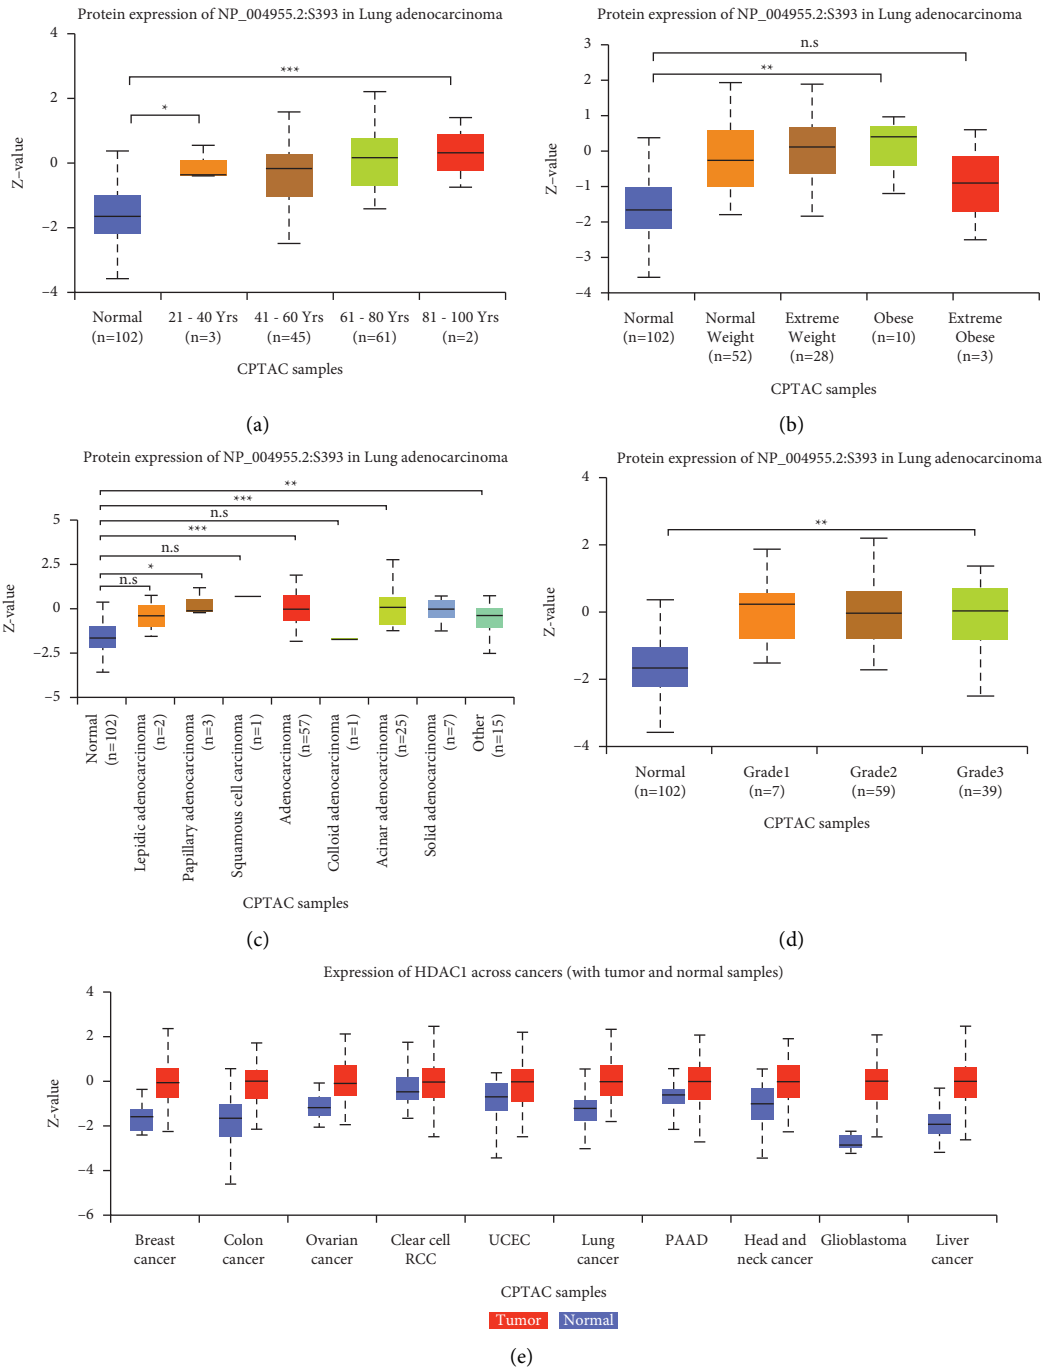 Protein expression of NP_004955.2:S393 in Lung adenocarcinoma
4
2
0
−2
−4
Z−value
***
*
Normal
(n=102)
21 - 40 Yrs
(n=3)
41 - 60 Yrs
(n=45)
61 - 80 Yrs
(n=61)
81 - 100 Yrs
(n=2)
CPTAC samples
(a)
Protein expression of NP_004955.2:S393 in Lung adenocarcinoma
3
2
1
0
−1
−2
−3
−4
Z−value
n.s
**
Normal
(n=102)
Normal
Weight
(n=52)
Extreme
Weight
(n=28)
Obese
(n=10)
Extreme
Obese
(n=3)
CPTAC samples
(b)
Protein expression of NP_004955.2:S393 in Lung adenocarcinoma
5
2.5
0
−2.5
−5
Z-value
**
***
n.s
***
n.s
*
n.s
Normal
(n=102)
Lepidic adenocarcinoma
(n=2)
Papillary adenocarcinoma
(n=3)
Squamous cell carcinoma
(n=1)
Adenocarcinoma
(n=57)
Colloid adenocarcinoma
(n=1)
Acinar adenocarcinoma
(n=25)
Solid adenocarcinoma
(n=7)
Other
(n=15)
CPTAC samples
(c)
Protein expression of NP_004955.2:S393 in Lung adenocarcinoma
4
2
0
−2
−4
Z-value
**
Normal
(n=102)
Grade1
(n=7)
Grade2
(n=59)
Grade3
(n=39)
CPTAC samples
(d)
Expression of HDAC1 across cancers (with tumor and normal samples)
4
2
0
−2
−4
−6
Z-value
Breast
cancer
Colon
cancer
Ovarian
cancer
Clear cell
RCC
UCEC
Lung
cancer
PAAD
Head and
neck cancer
Glioblastoma
Liver
cancer
CPTAC samples
Tumor
Normal
(e)